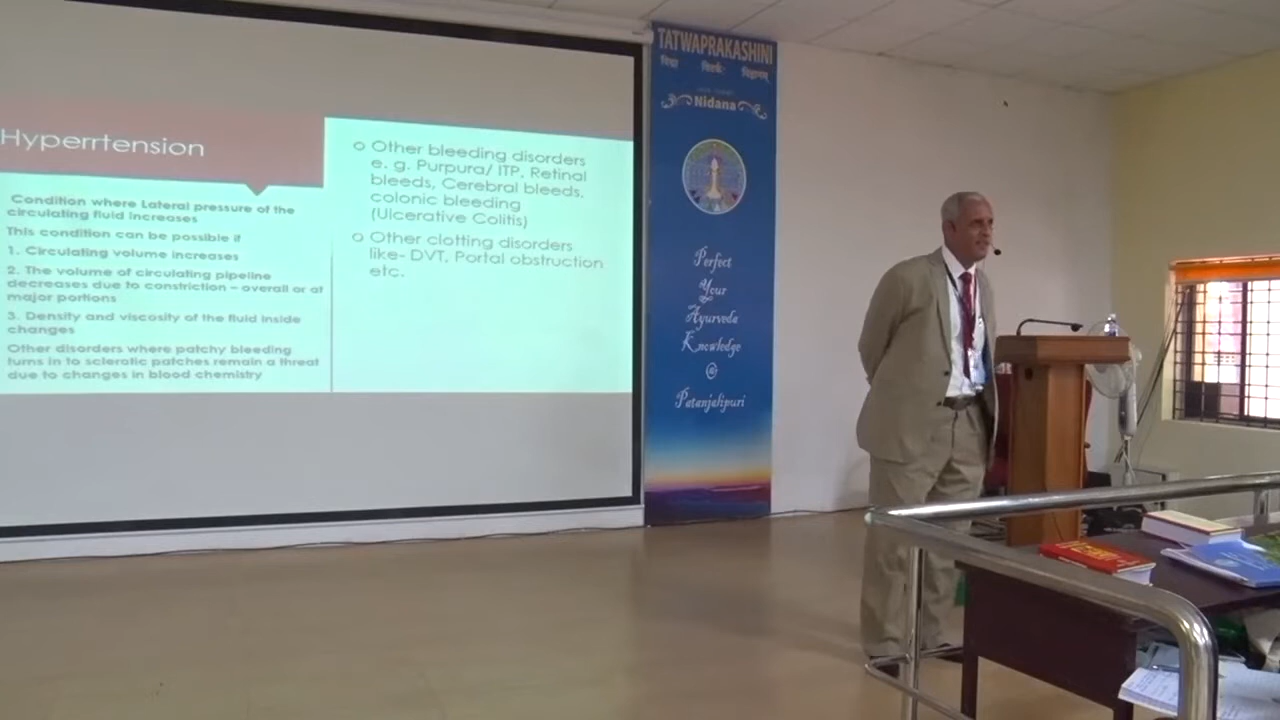 Hyperrtension
Condition where Lateral pressure of the
circulating fluid increases
This condition can be possible if
1. Circulating volume increases
2. The volume of circulating pipeline
decreases due to constriction – overall or at
major portions
3. Density and viscosity of the fluid inside
changes
Other disorders where patchy bleeding
turns in to scleratic patches remain a threat
due to changes in blood chemistry
Other bleeding disorders
e. g. Purpura/ ITP, Retinal
bleeds, Cerebral bleeds,
colonic bleeding
(Ulcerative Colitis)
Other clotting disorders
like- DVT, Portal obstruction
etc.
TATWAPRAKASHINI
विद्या वितर्कः विज्ञानम्
Nidana
Perfect
Your
Ayurveda
Knowledge
@
Patanjalipuri